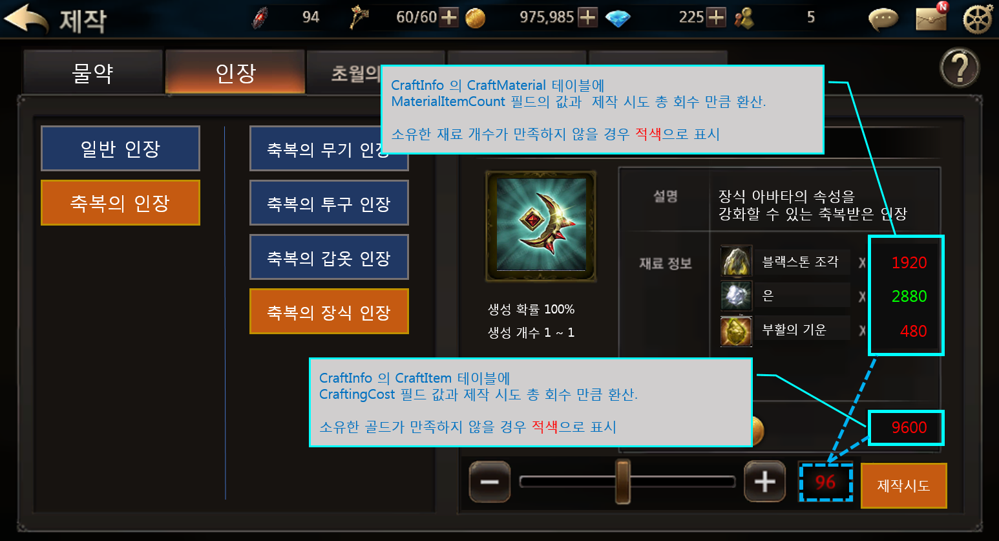 제작
94
60/60
975,985
225
5
N
물약
인장
초월의
?
CraftInfo 의 CraftMaterial 테이블에
MaterialItemCount 필드의 값과 제작 시도 총 회수 만큼 환산.
소유한 재료 개수가 만족하지 않을 경우 적색으로 표시
일반 인장
축복의 인장
축복의 무기 인장
축복의 투구 인장
축복의 갑옷 인장
축복의 장식 인장
설명
장식 아바타의 속성을
강화할 수 있는 축복받은 인장
재료 정보
블랙스톤 조각 X 1920
은 X 2880
부활의 기운 X 480
생성 확률 100%
생성 개수 1 ~ 1
CraftInfo 의 CraftItem 테이블에
CraftingCost 필드 값과 제작 시도 총 회수 만큼 환산.
소유한 골드가 만족하지 않을 경우 적색으로 표시
9600
96
제작시도